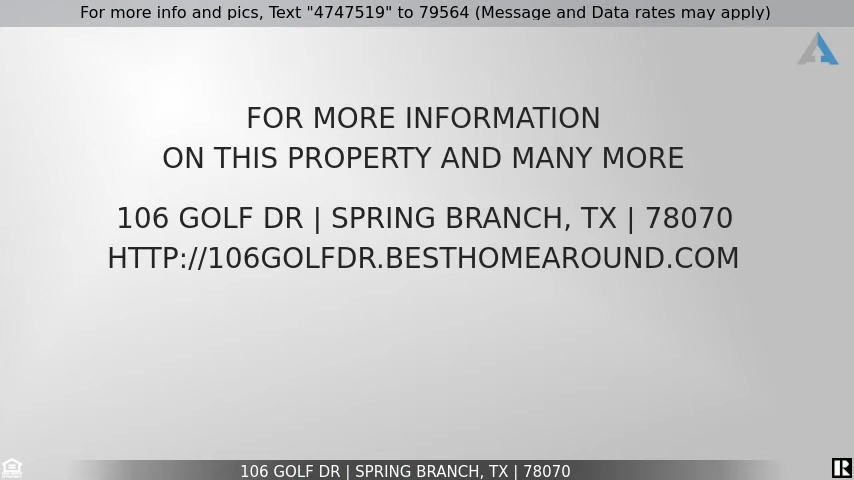 For more info and pics, Text "4747519" to 79564 (Message and Data rates may apply)
FOR MORE INFORMATION
ON THIS PROPERTY AND MANY MORE
106 GOLF DR | SPRING BRANCH, TX | 78070
HTTP://106GOLFDR.BESTHOMEAROUND.COM
106 GOLF DR | SPRING BRANCH, TX | 78070